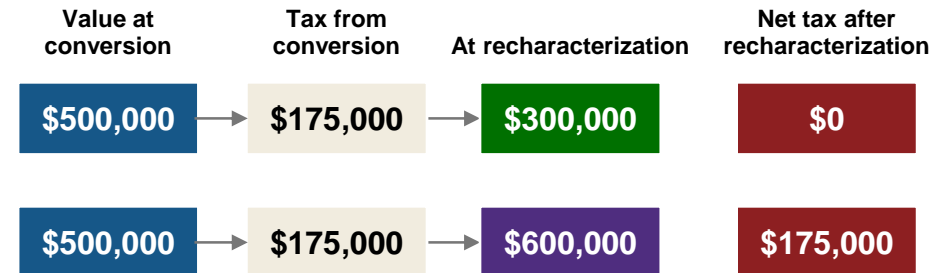 Value at
conversion
Tax from
conversion
At recharacterization
Net tax after
recharacterization
$500,000
$175,000
$300,000
$0
$500,000
$175,000
$600,000
$175,000